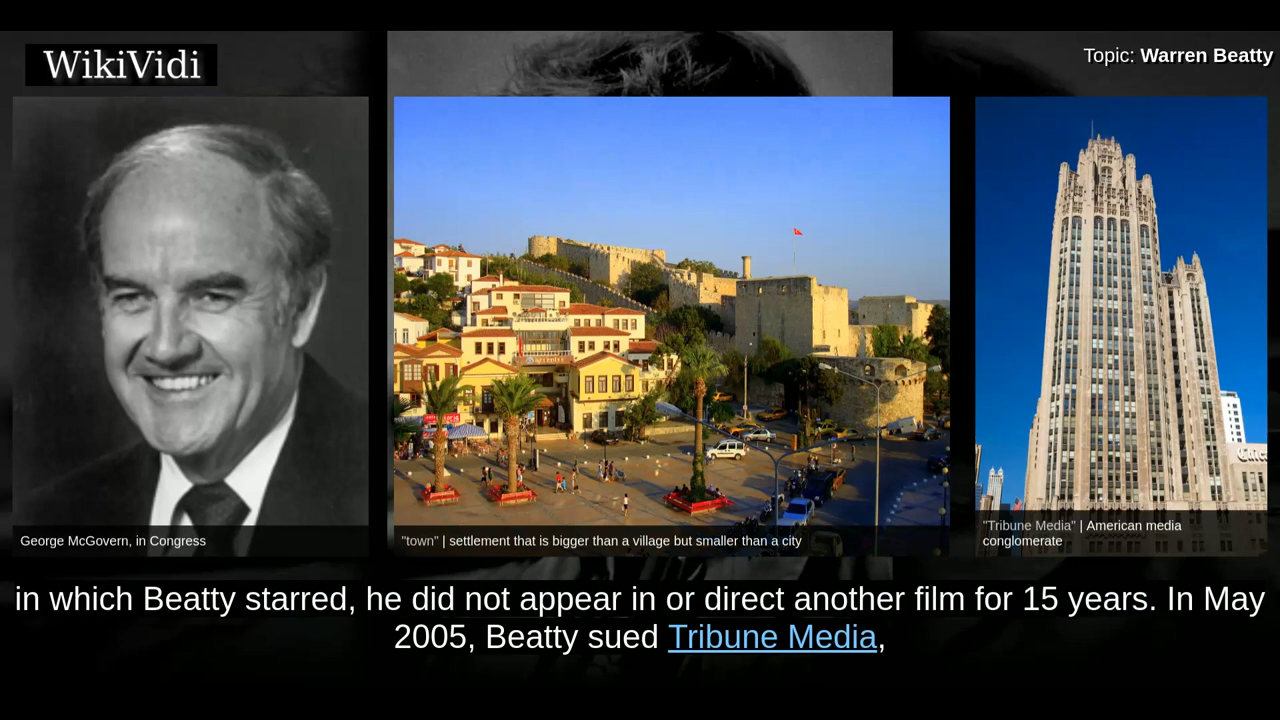 WikiVidi
Topic: Warren Beatty
George McGovern, in Congress
"town" | settlement that is bigger than a village but smaller than a city
"Tribune Media" | American media
conglomerate
in which Beatty starred, he did not appear in or direct another film for 15 years. In May
2005, Beatty sued Tribune Media,